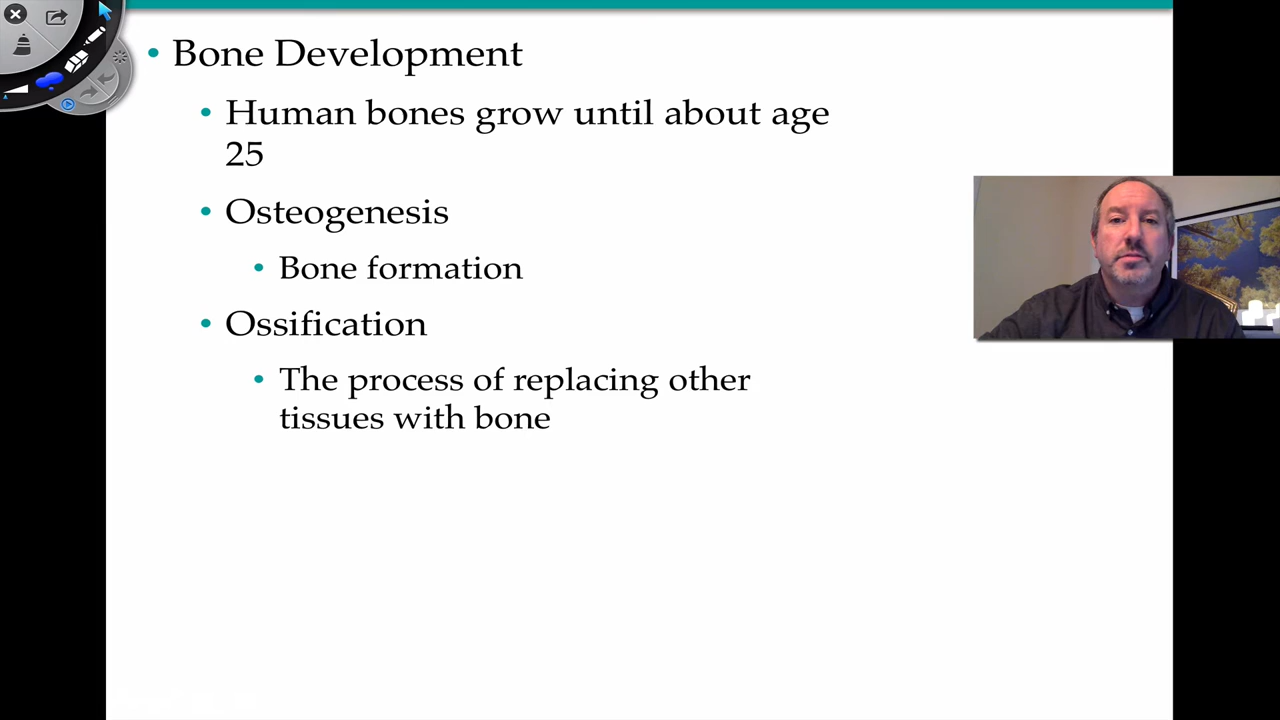 • Bone Development
• Human bones grow until about age
25
• Osteogenesis
• Bone formation
• Ossification
• The process of replacing other
tissues with bone